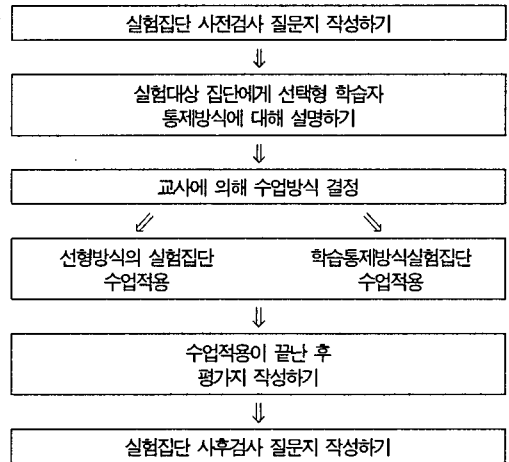 실험집단 사전검사 질문지 작성하기
⇓
실험대상 집단에게 선택형 학습자
통제방식에 대해 설명하기
⇓
교사에 의해 수업방식 결정
⇙ ⇘
선형방식의 실험집단 학습통제방식실험집단
수업적용 수업적용
⇓
수업적용이 끝난 후
평가지 작성하기
⇓
실험집단 사후검사 질문지 작성하기